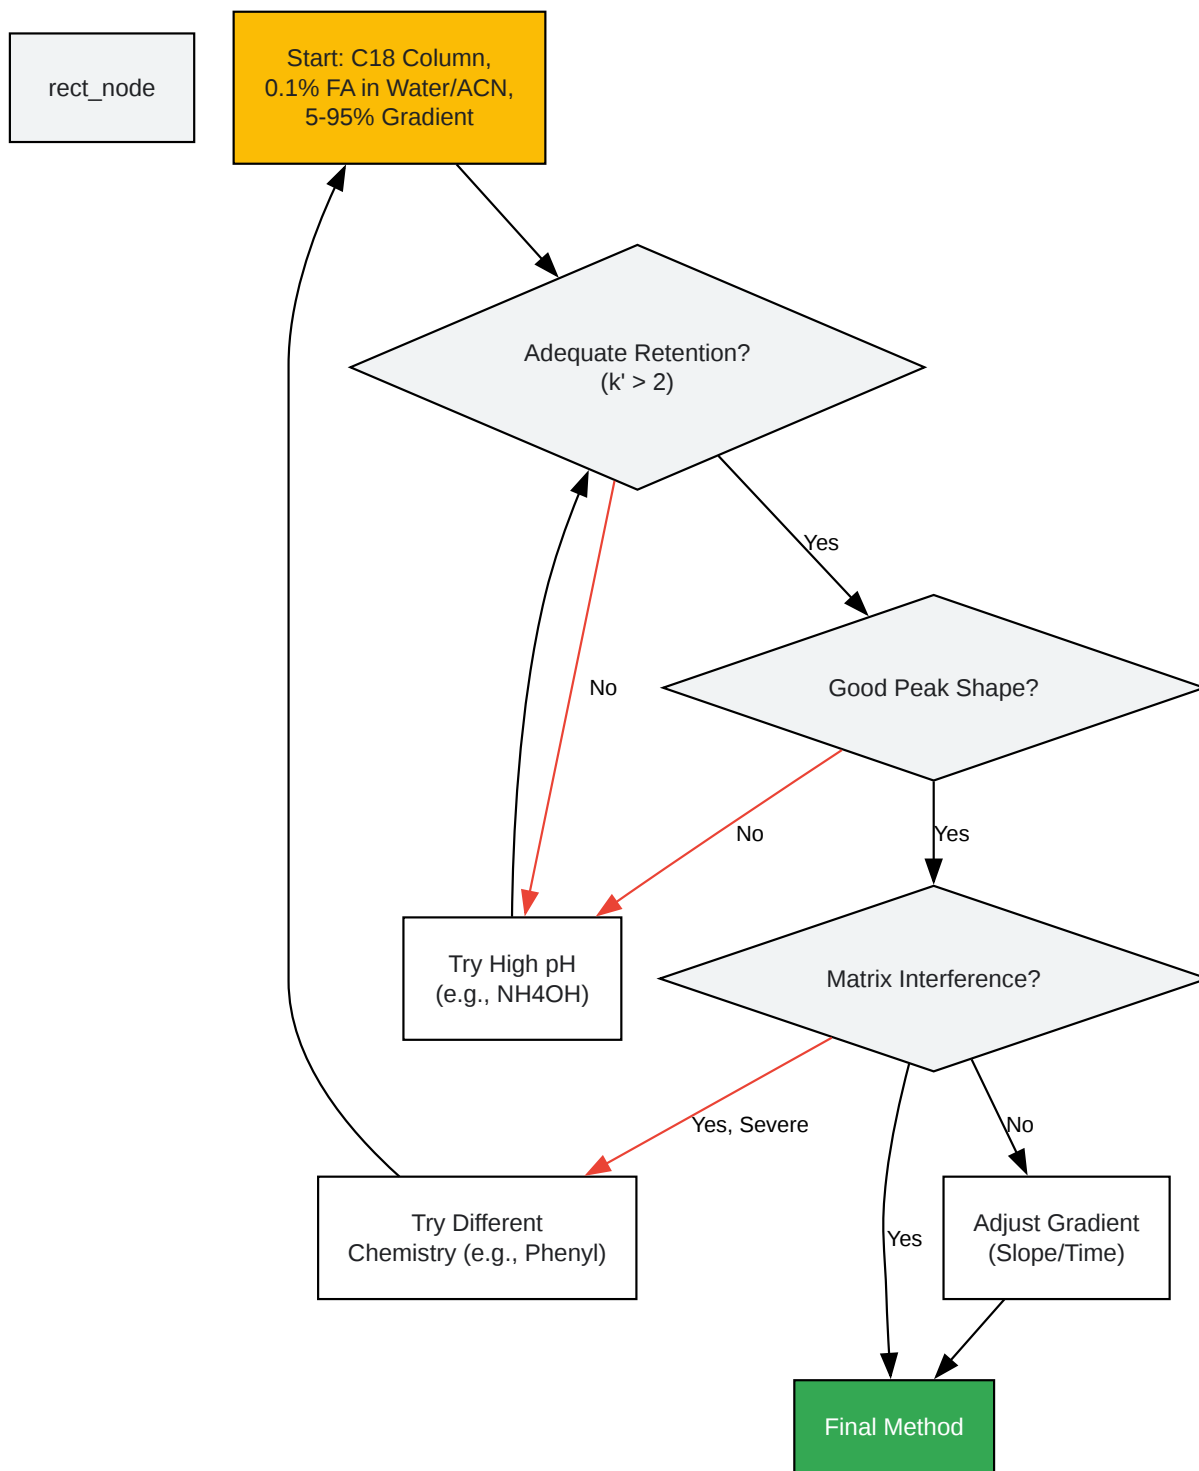 rect_node
Start: C18 Column,
0.1% FA in Water/ACN,
5-95% Gradient
Adequate Retention?
(k' > 2)
Yes
No
Good Peak Shape?
No
Yes
Try High pH
(e.g., NH4OH)
Matrix Interference?
Yes, Severe
No
Yes
Try Different
Chemistry (e.g., Phenyl)
Adjust Gradient
(Slope/Time)
Final Method